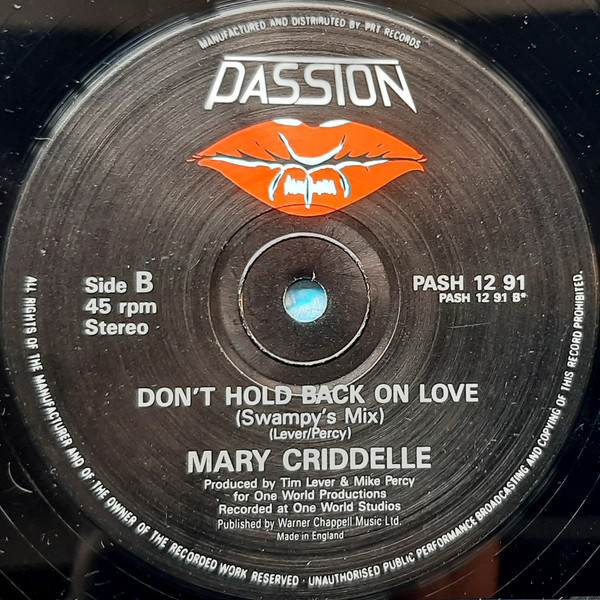 MANUFACTURED AND DISTRIBUTED BY PRT RECORDS
PASSION
Side B
45 rpm
Stereo
PASH 12 91
PASH 12 91 B*
DON'T HOLD BACK ON LOVE
(Swampy's Mix)
(Lever/Percy)
MARY CRIDDELLE
Produced by Tim Lever & Mike Percy
for One World Productions
Recorded at One World Studios
Published by Warner Chappell Music Ltd.
Made in England
ALL RIGHTS OF THE MANUFACTURER AND OF THE OWNER OF THE RECORDED WORK RESERVED · UNAUTHORISED PUBLIC PERFORMANCE BROADCASTING AND COPYING OF THIS RECORD PROHIBITED.